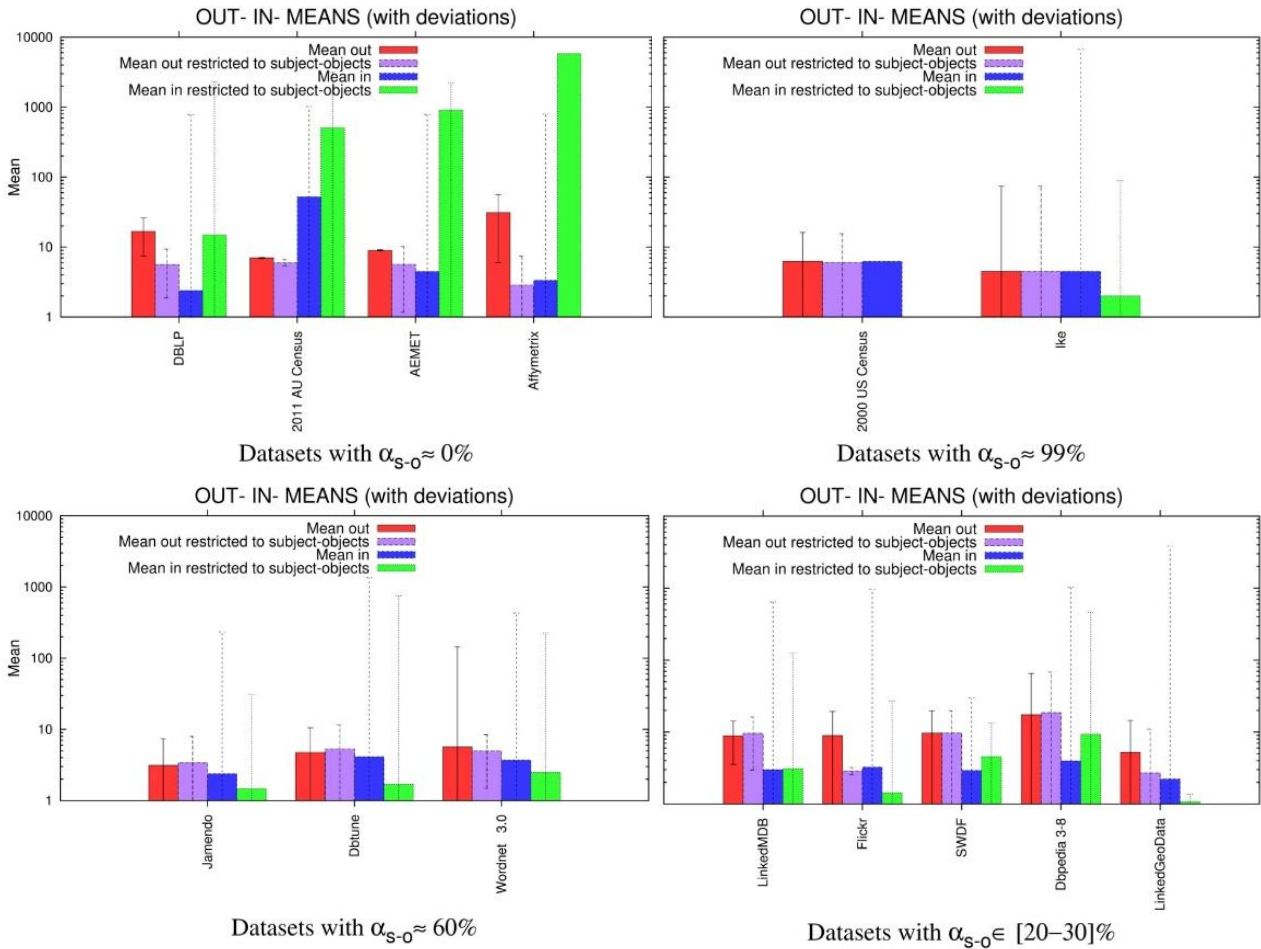 OUT- IN- MEANS (with deviations)
10000
1000
100
10
1
Mean
Mean out
Mean out restricted to subject-objects
Mean in
Mean in restricted to subject-objects
DBLP
2011 AU Census
AEMET
Affymetrix
Datasets with αs-o≈ 0%
OUT- IN- MEANS (with deviations)
Mean out
Mean out restricted to subject-objects
Mean in
Mean in restricted to subject-objects
2000 US Census
Ike
Datasets with αs-o≈ 99%
OUT- IN- MEANS (with deviations)
10000
1000
100
10
1
Mean
Mean out
Mean out restricted to subject-objects
Mean in
Mean in restricted to subject-objects
Jamendo
Dbtune
Wordnet 3.0
Datasets with αs-o≈ 60%
OUT- IN- MEANS (with deviations)
Mean out
Mean out restricted to subject-objects
Mean in
Mean in restricted to subject-objects
LinkedMDB
Flickr
SWDF
Dbpedia 3-8
LinkedGeoData
Datasets with αs-o∈ [20−30]%